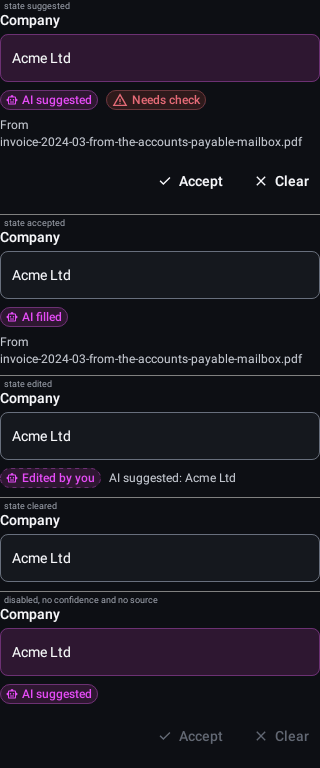 state suggested
Company
Acme Ltd
AI suggested
Needs check
From
invoice-2024-03-from-the-accounts-payable-mailbox.pdf
Accept
Clear
state accepted
Company
Acme Ltd
AI filled
From
invoice-2024-03-from-the-accounts-payable-mailbox.pdf
state edited
Company
Acme Ltd
Edited by you
AI suggested: Acme Ltd
state cleared
Company
Acme Ltd
disabled, no confidence and no source
Company
Acme Ltd
AI suggested
Accept
Clear